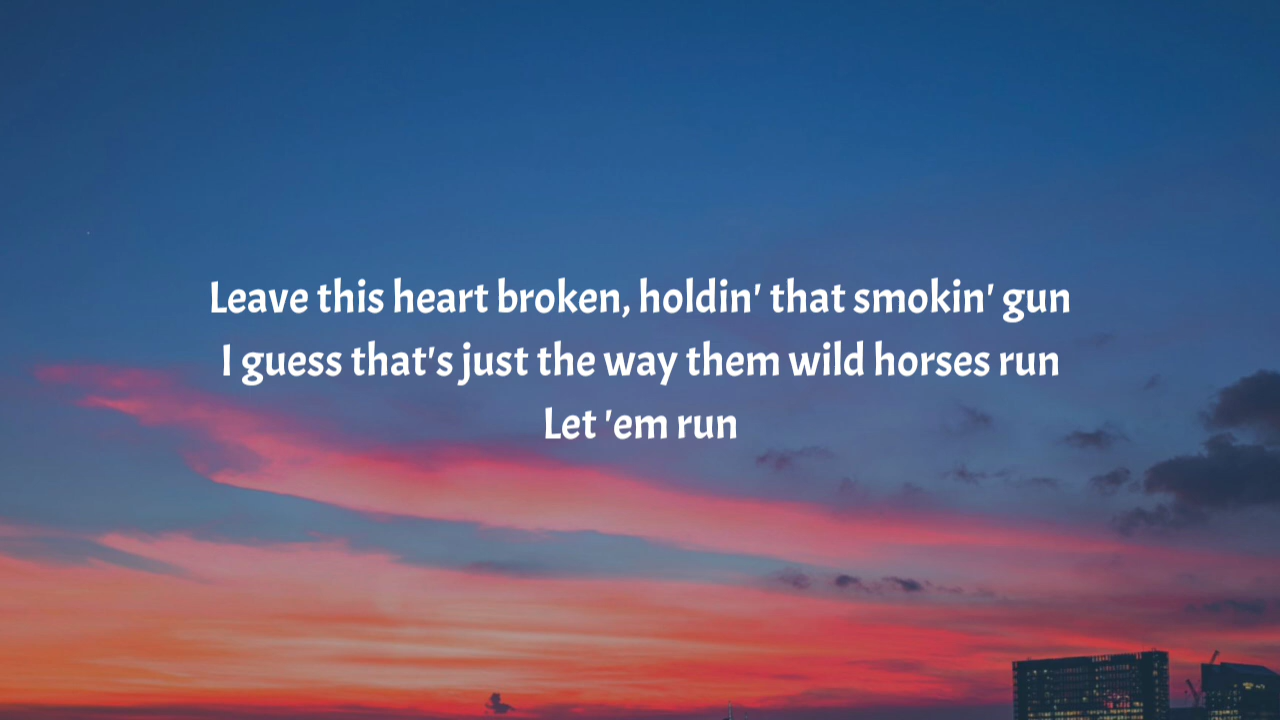 Leave this heart broken, holdin' that smokin' gun
I guess that's just the way them wild horses run
Let 'em run